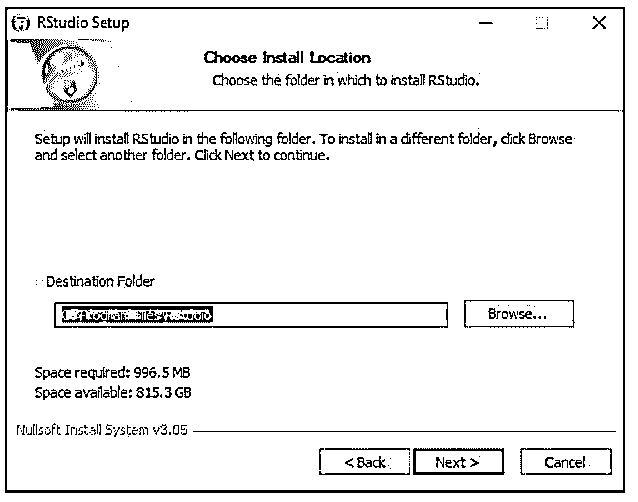 RStudio Setup
Choose Install Location
Choose the folder in which to install RStudio.
Setup will install RStudio in the following folder. To install in a different folder, click Browse
and select another folder. Click Next to continue.
Destination Folder
Browse...
Space required: 996.5 MB
Space available: 815.3 GB
Nullsoft Install System v3.05
< Back Next > Cancel